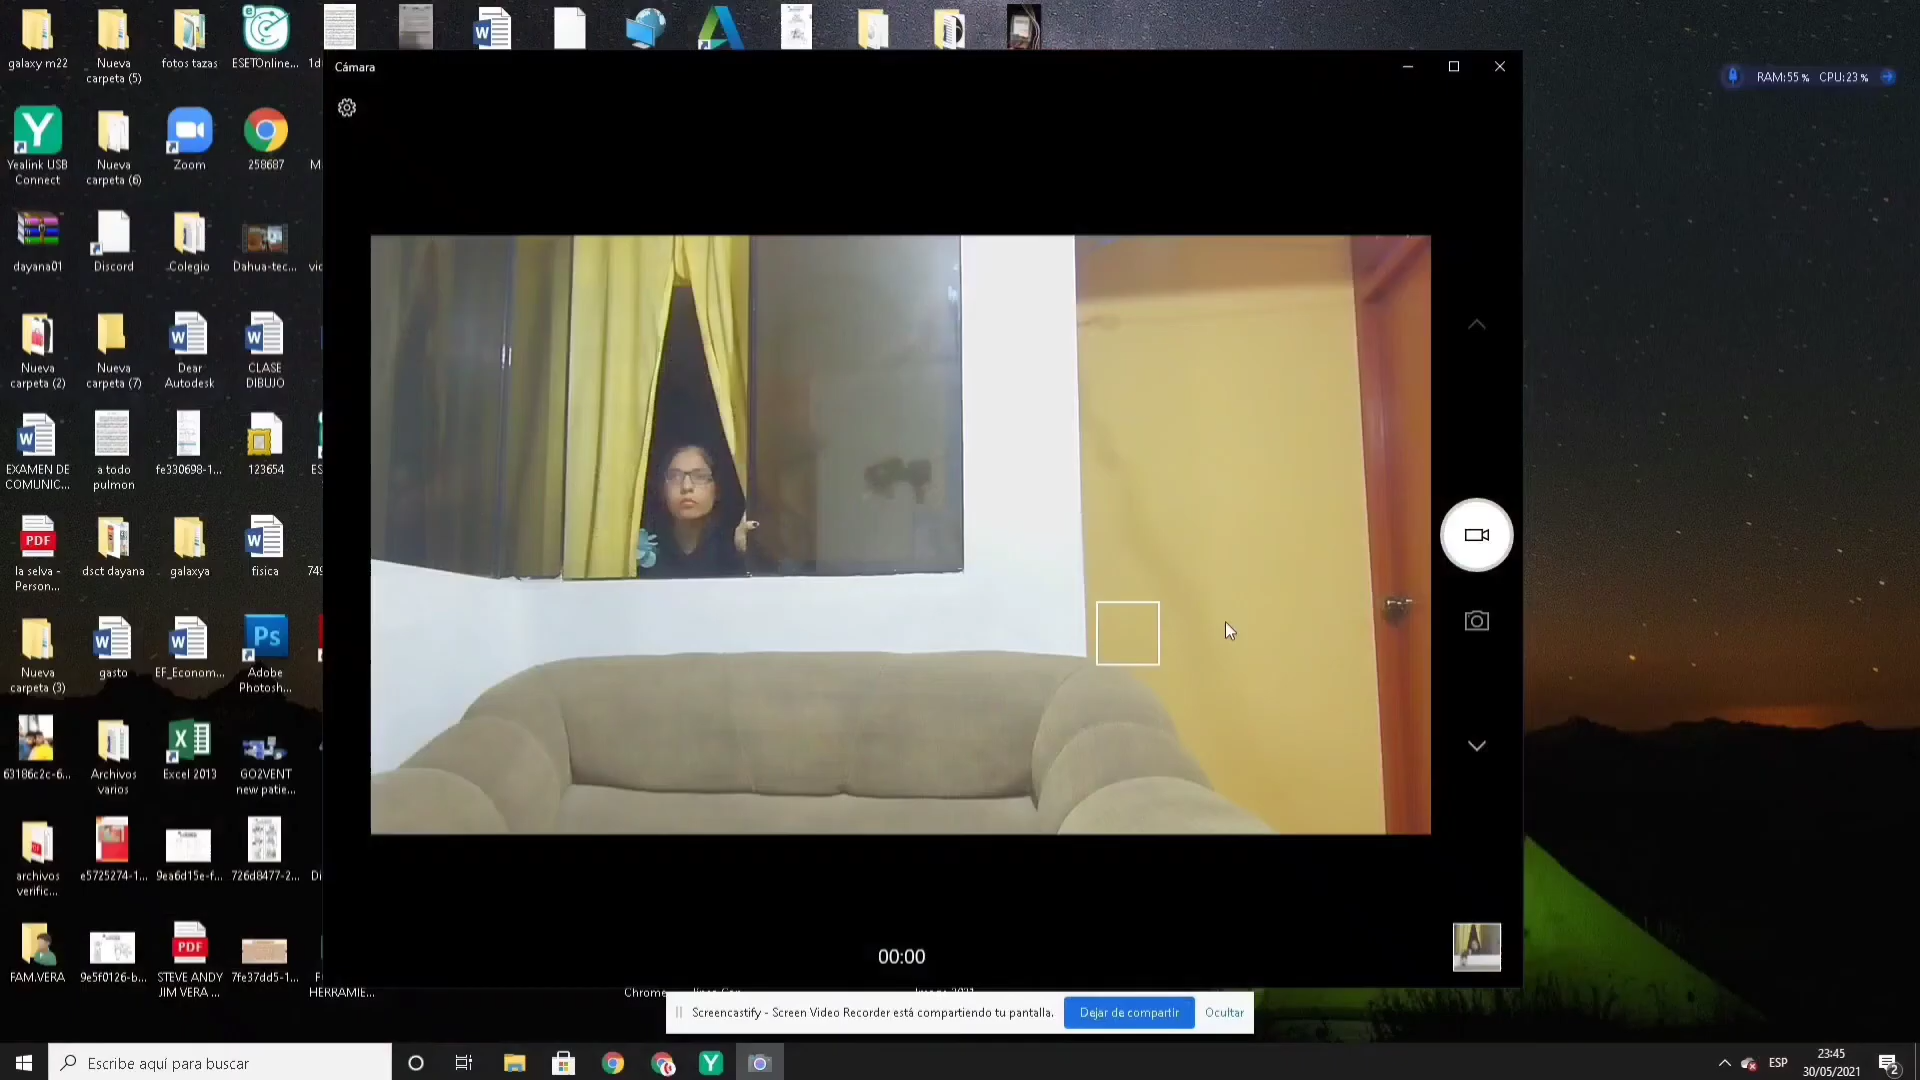 galaxy m22
Nueva
carpeta (5)
fotos tazas
ESETOnline...
Cámara
RAM:55 % CPU:23 %
Yealink USB
Connect
Nueva
carpeta (6)
Zoom
258687
dayana01
Discord
Colegio
Dahua-tec...
Nueva
carpeta (2)
Nueva
carpeta (7)
Dear
Autodesk
CLASE
DIBUJO
EXAMEN DE
COMUNIC...
a todo
pulmon
fe330698-1...
123654
PDF
la selva -
Person...
dsct dayana
galaxya
fisica
Nueva
carpeta (3)
gasto
EF_Econom...
Ps
Adobe
Photosh...
63186c2c-6...
Archivos
varios
Excel 2013
GO2VENT
new patie...
archivos
verific...
e5725274-1...
9ea6d15e-f...
726d8477-2...
FAM.VERA
9e5f0126-b...
PDF
STEVE ANDY
JIM VERA ...
7fe37dd5-1...
HERRAMIE...
00:00
Chrome
Screencastify - Screen Video Recorder está compartiendo tu pantalla.
Dejar de compartir
Ocultar
Escribe aquí para buscar
ESP
23:45
30/05/2021
2